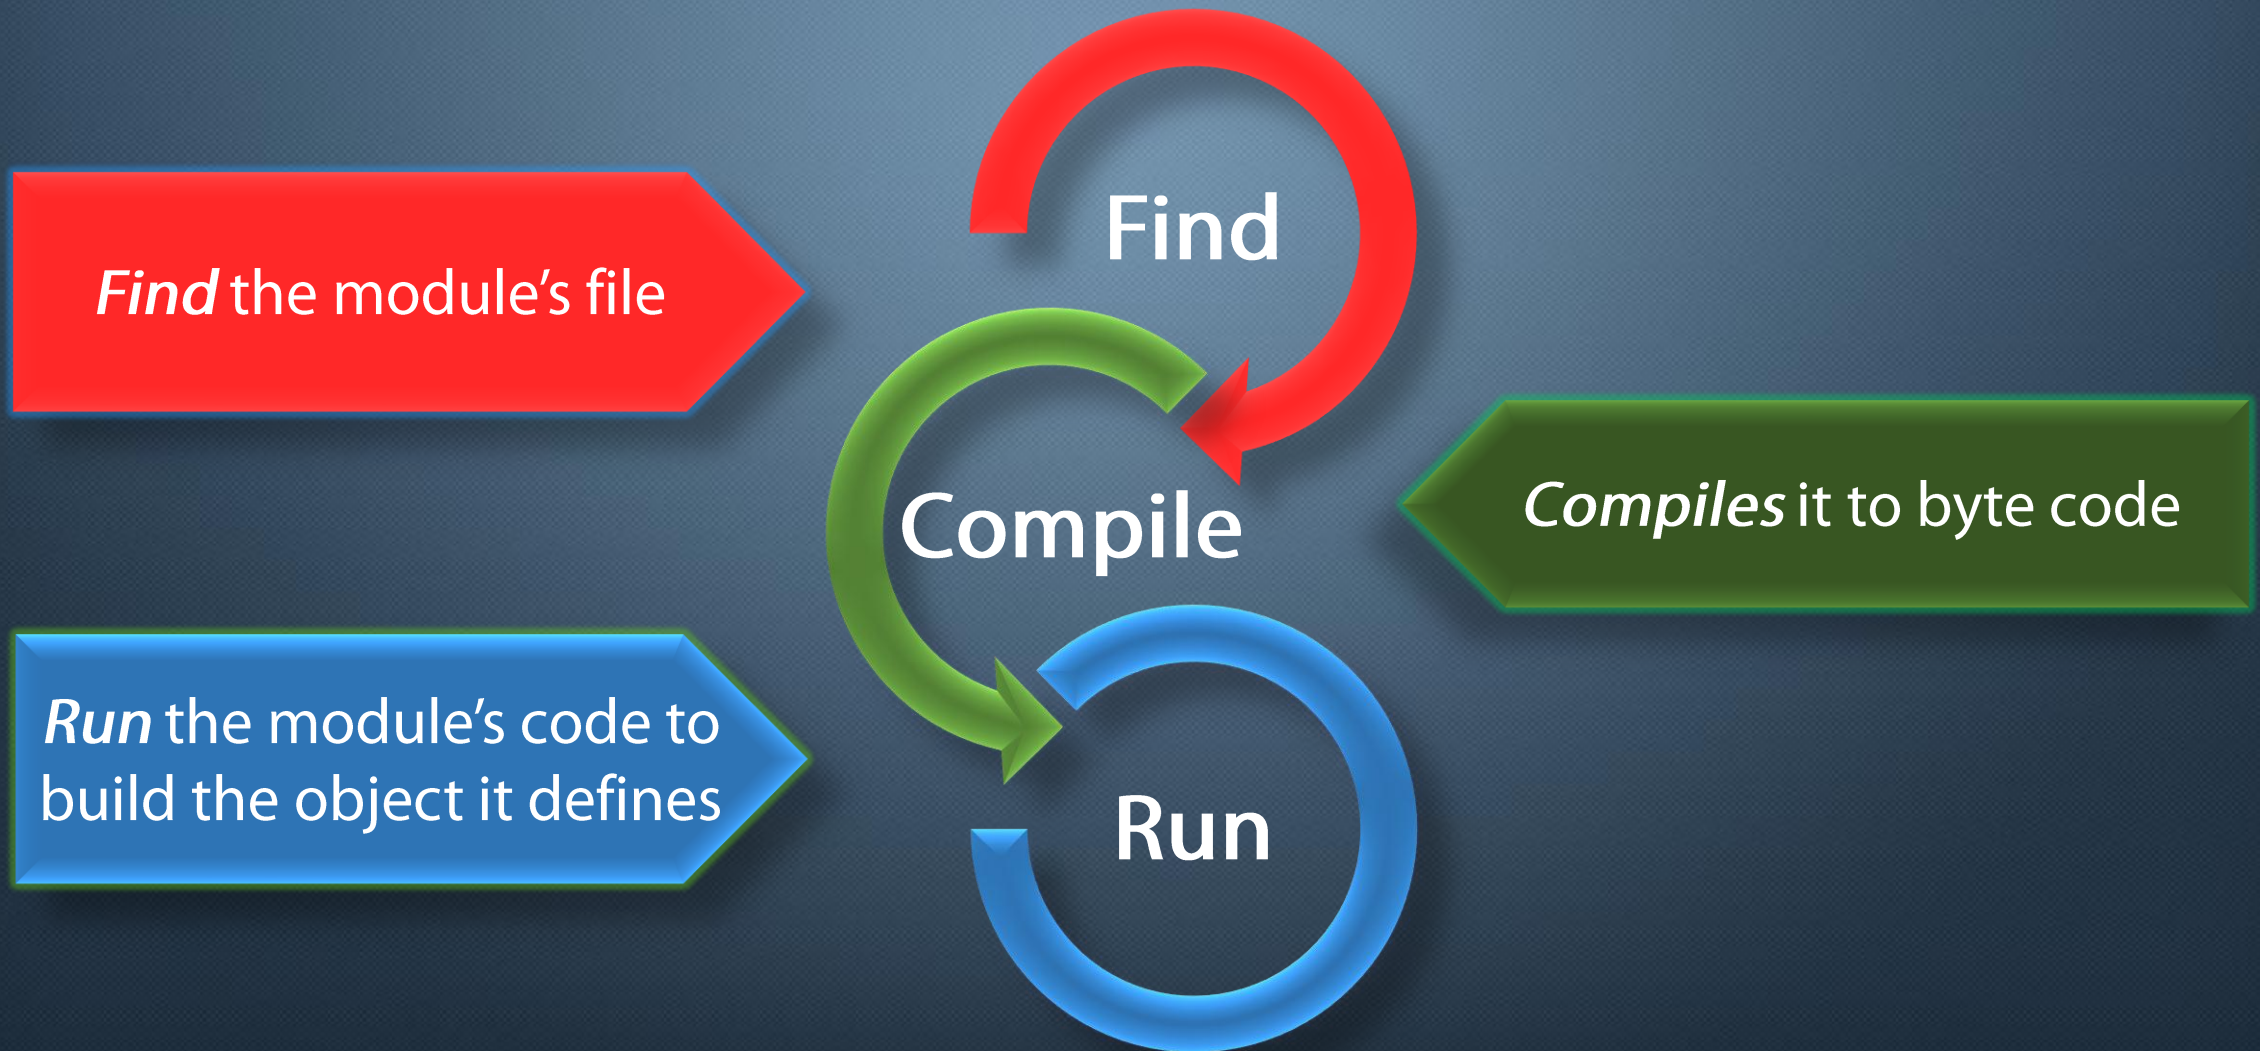 Find
Find the module’s file
Compile
Compiles it to byte code
Run the module’s code to
build the object it defines
Run